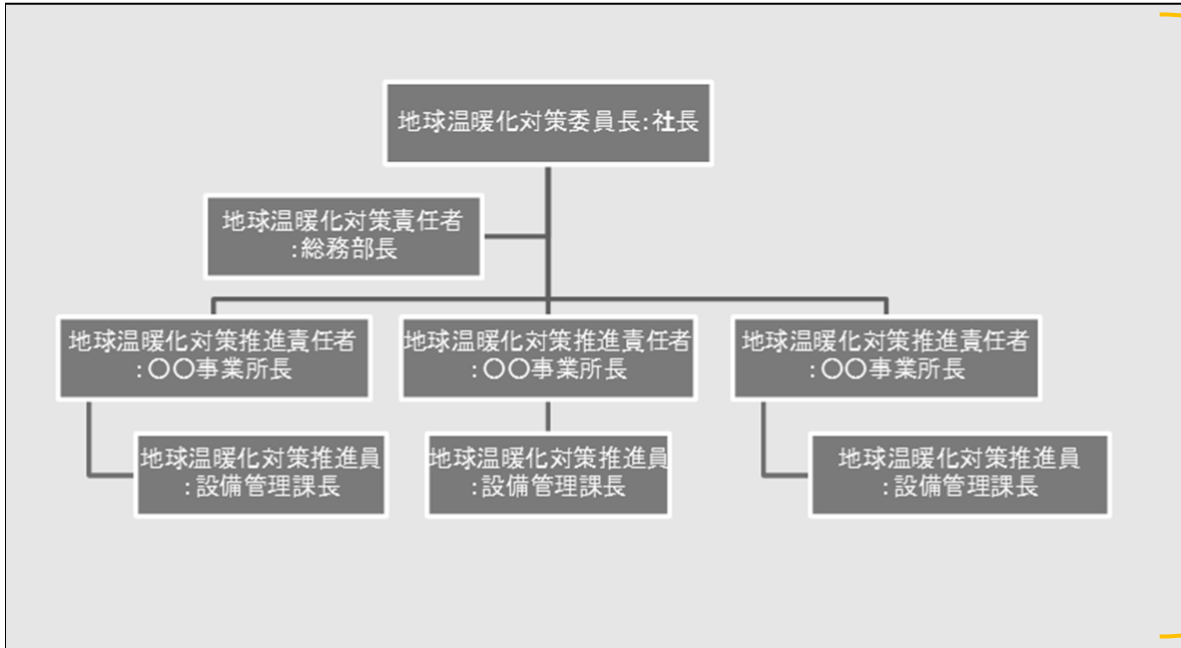 地球温暖化対策委員長:社長
地球温暖化対策責任者
:総務部長
地球温暖化対策推進責任者
:〇〇事業所長
地球温暖化対策推進責任者
:〇〇事業所長
地球温暖化対策推進責任者
:〇〇事業所長
地球温暖化対策推進員
:設備管理課長
地球温暖化対策推進員
:設備管理課長
地球温暖化対策推進員
:設備管理課長